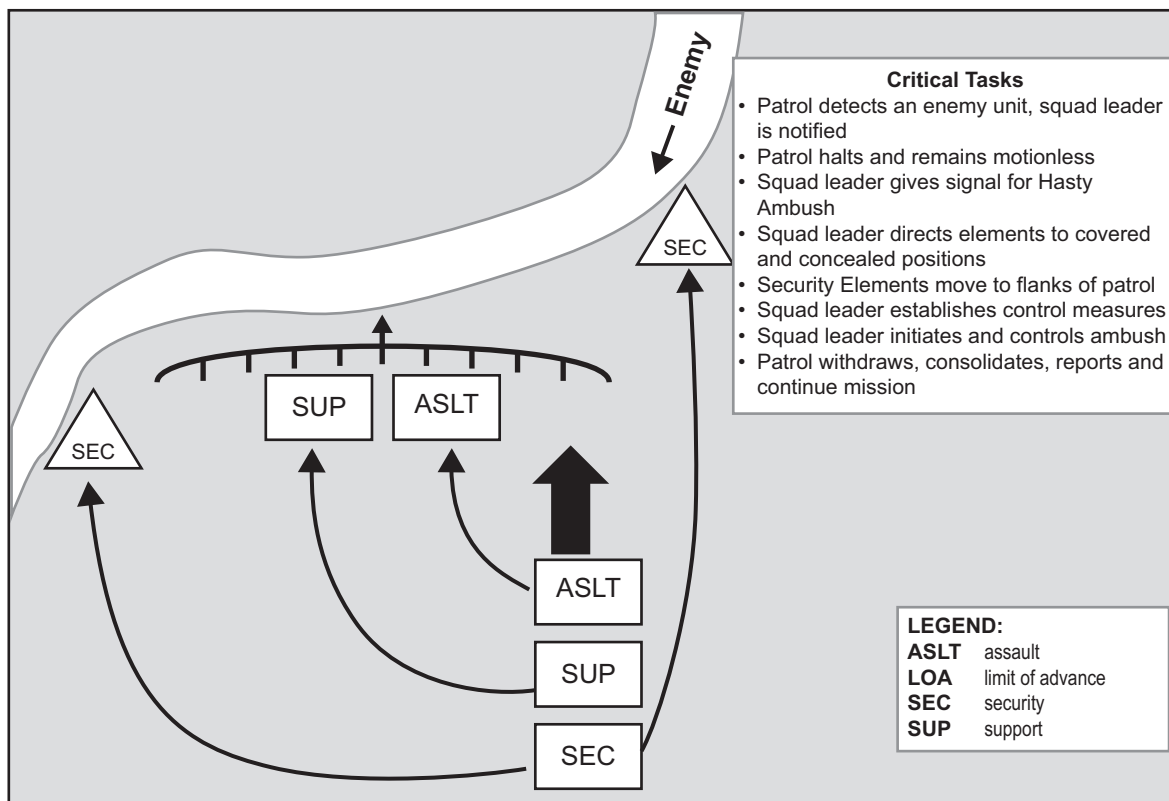 Enemy
Critical Tasks
• Patrol detects an enemy unit, squad leader
is notified
• Patrol halts and remains motionless
• Squad leader gives signal for Hasty
Ambush
• Squad leader directs elements to covered
and concealed positions
• Security Elements move to flanks of patrol
• Squad leader establishes control measures
• Squad leader initiates and controls ambush
• Patrol withdraws, consolidates, reports and
continue mission
SEC
SUP
ASLT
SEC
ASLT
SUP
SEC
LEGEND:
ASLT assault
LOA limit of advance
SEC security
SUP support